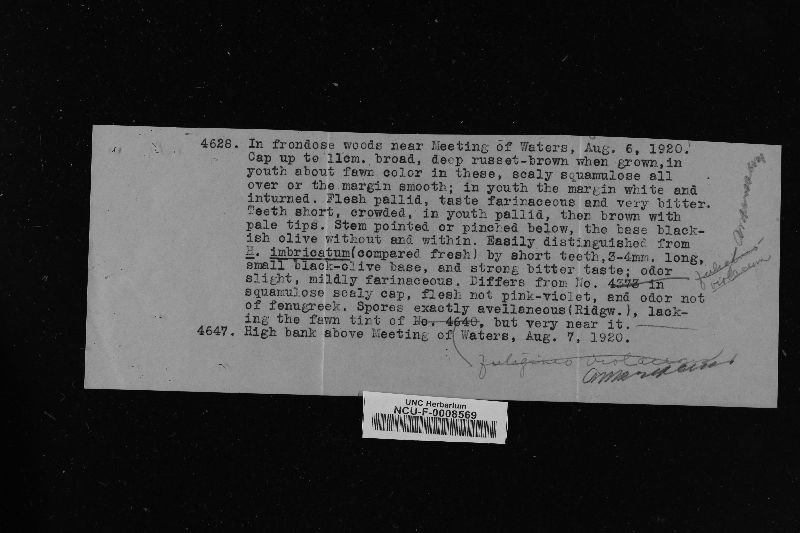 4628. In frondose woods near Meeting of Waters, Aug. 6, 1920.
Cap up to 11cm. broad, deep russet-brown when grown, in
youth about fawn color in these, scaly squamulose all
over or the margin smooth; in youth the margin white and
inturned. Flesh pallid, taste farinaceous and very bitter.
Teeth short, crowded, in youth pallid, then brown with
pale tips. Stem pointed or pinched below, the base black-
ish olive without and within. Easily distinguished from
H. imbricatum(compared fresh) by short teeth,3-4mm. long,
small black-olive base, and strong bitter taste; odor
slight, mildly farinaceous. Differs from No. 4373 in
squamulose scaly cap, flesh not pink-violet, and odor not
of fenugreek. Spores exactly avellaneous(Ridgw.), lack-
ing the fawn tint of No. 4640, but very near it.
4647. High bank above Meeting of Waters, Aug. 7, 1920.
fuligineo-violaceum
fuligineo violaceum
UNC Herbarium
NCU-F-0008569